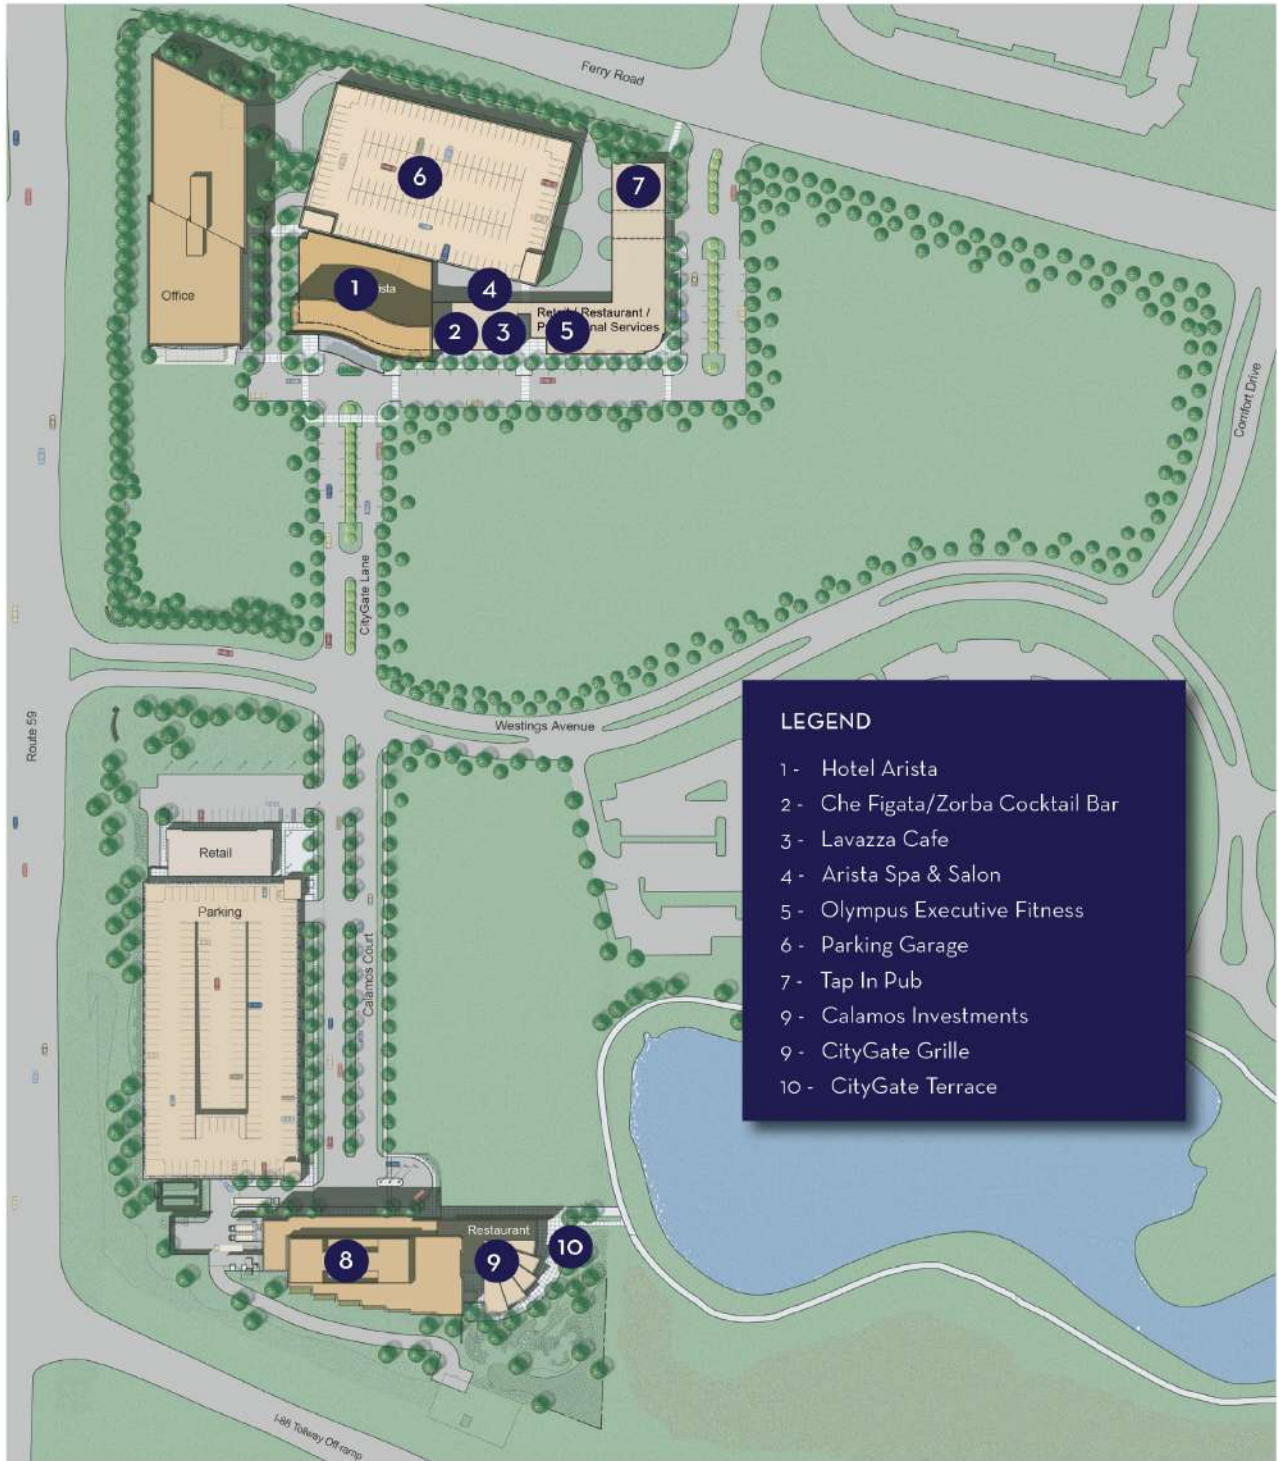 Ferry Road
6
7
Office
1
ista
4
Retail / Restaurant /
2
3
5
nal Services
Comfort Drive
CityGate Lane
Route 59
Westings Avenue
LEGEND
1 - Hotel Arista
2 - Che Figata/Zorba Cocktail Bar
3 - Lavazza Cafe
4 - Arista Spa & Salon
5 - Olympus Executive Fitness
6 - Parking Garage
7 - Tap In Pub
9 - Calamos Investments
9 - CityGate Grille
10 - CityGate Terrace
Retail
Parking
Calamos Court
Restaurant
8
9
10
I-88 Tollway Off-ramp